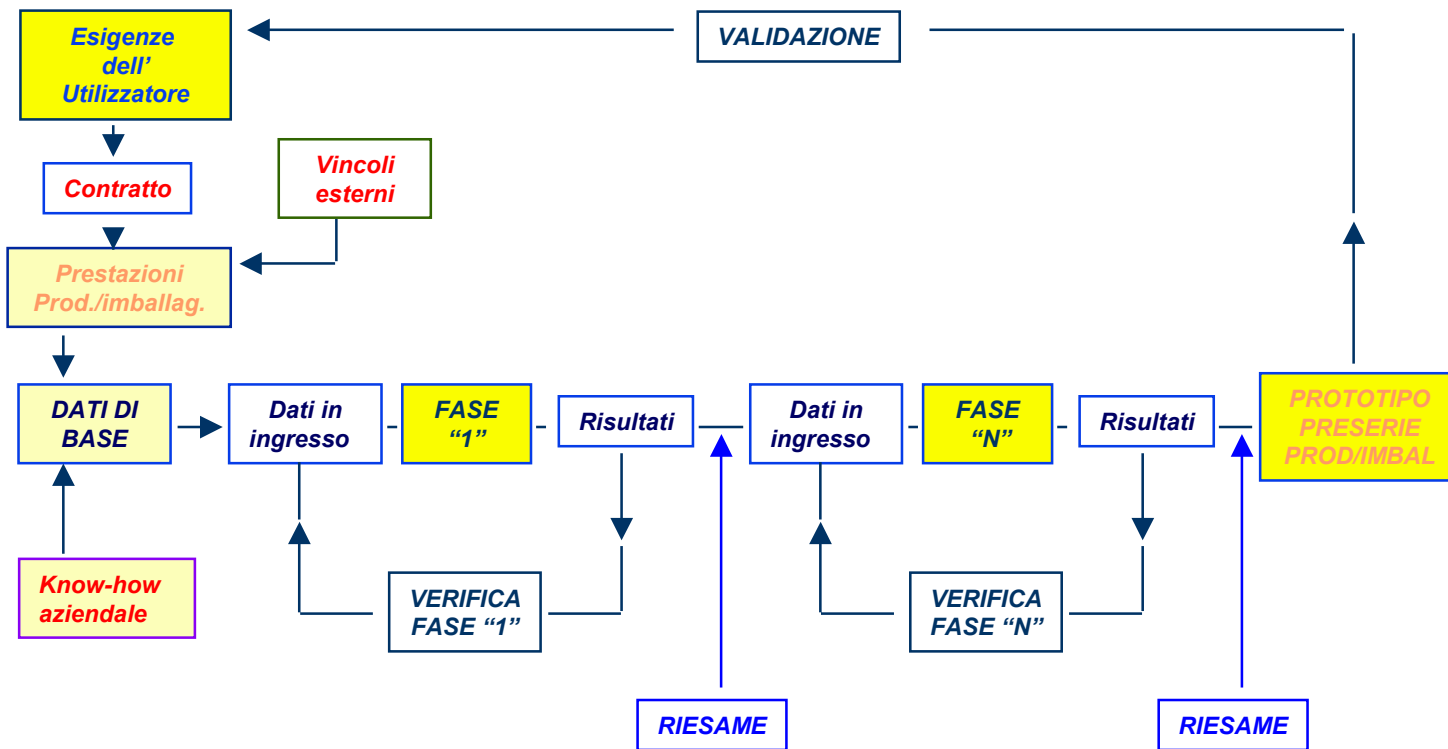 Esigenze
dell'
Utilizzatore
VALIDAZIONE
Contratto
Vincoli
esterni
Prestazioni
Prod./imballag.
DATI DI
BASE
Dati in
ingresso
FASE
“1”
Risultati
Dati in
ingresso
FASE
“N”
Risultati
PROTOTIPO
PRESERIE
PROD/IMBAL
Know-how
aziendale
VERIFICA
FASE “1”
VERIFICA
FASE “N”
RIESAME
RIESAME